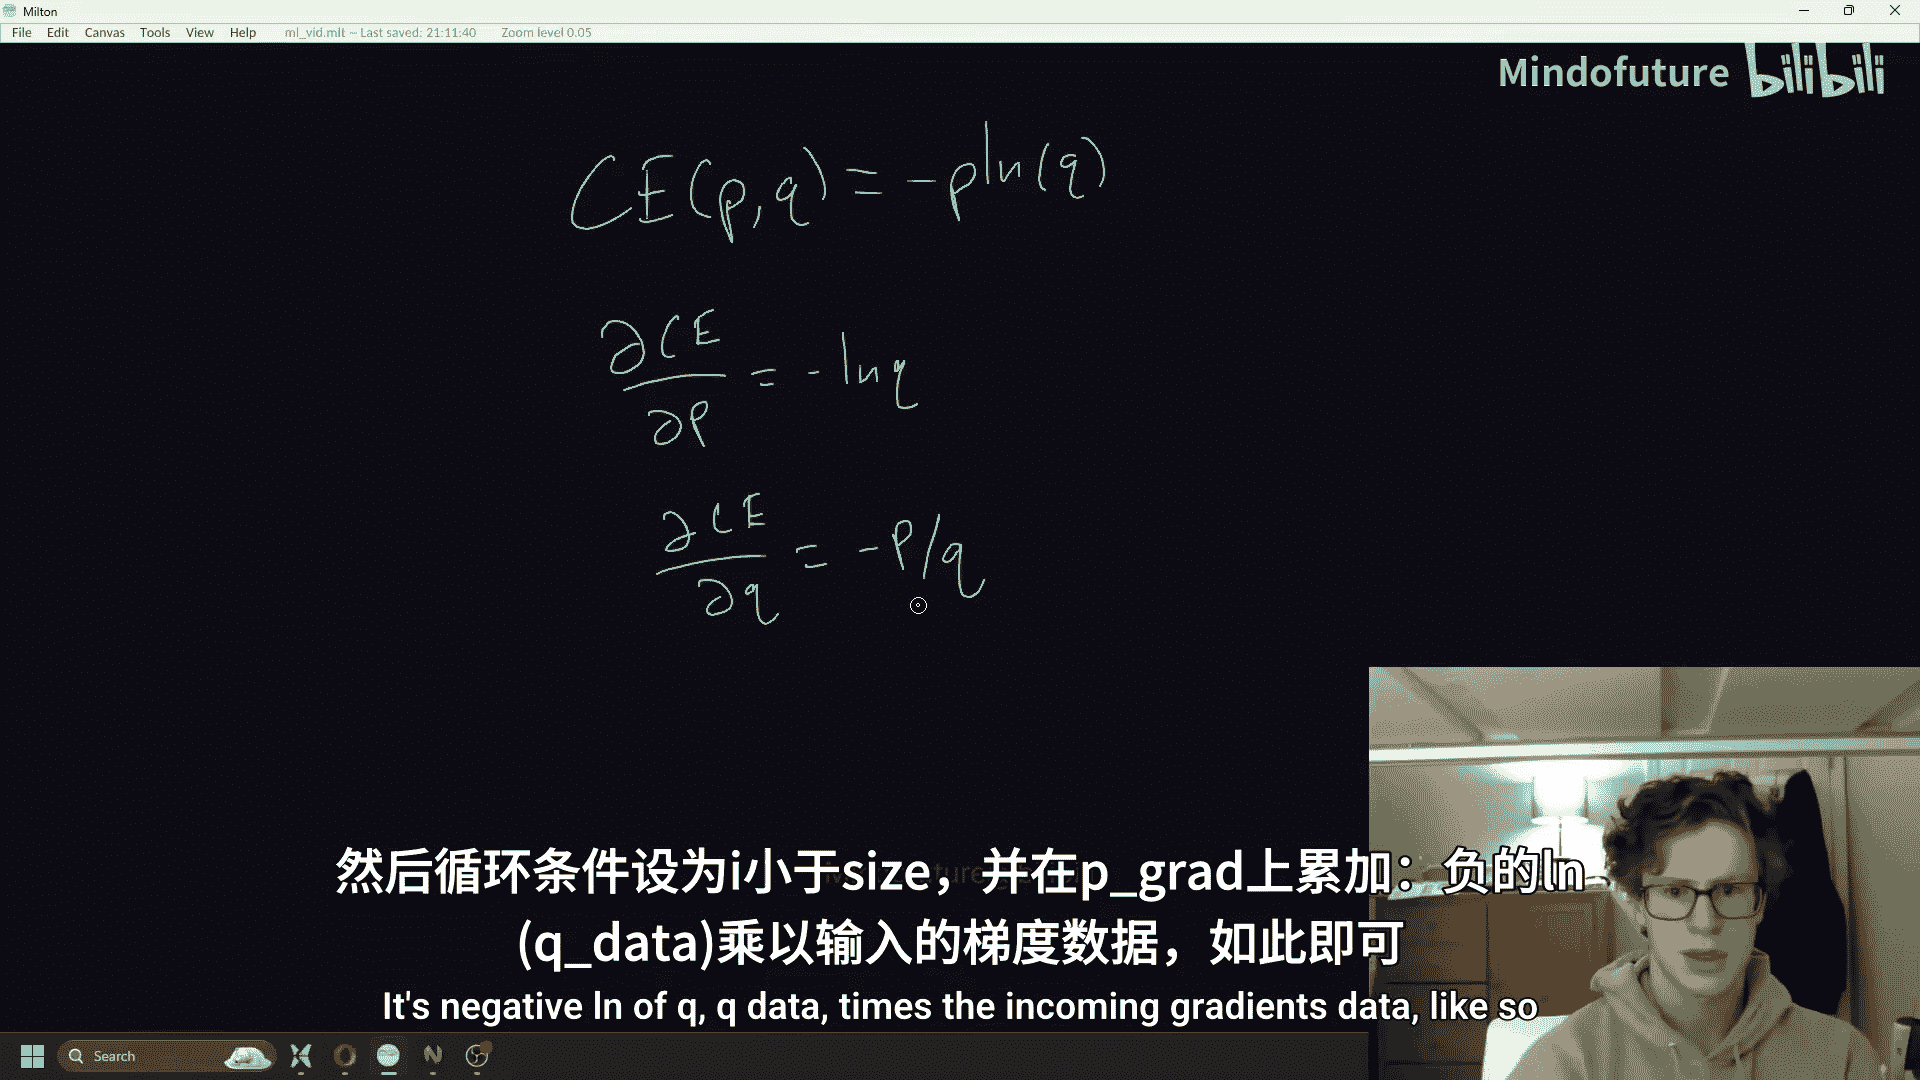 Milton
File Edit Canvas Tools View Help ml_vid.mlt ~ Last saved: 21:11:40 Zoom level 0.05
Mindofuture bilibili
CE(p,q) = -pln(q)
∂CE
∂P
= -lnq
∂CE
∂q
= -P/q
然后循环条件设为i小于size，并在p_grad上累加：负的ln
(q_data)乘以输入的梯度数据，如此即可
It's negative ln of q, q data, times the incoming gradients data, like so
Search